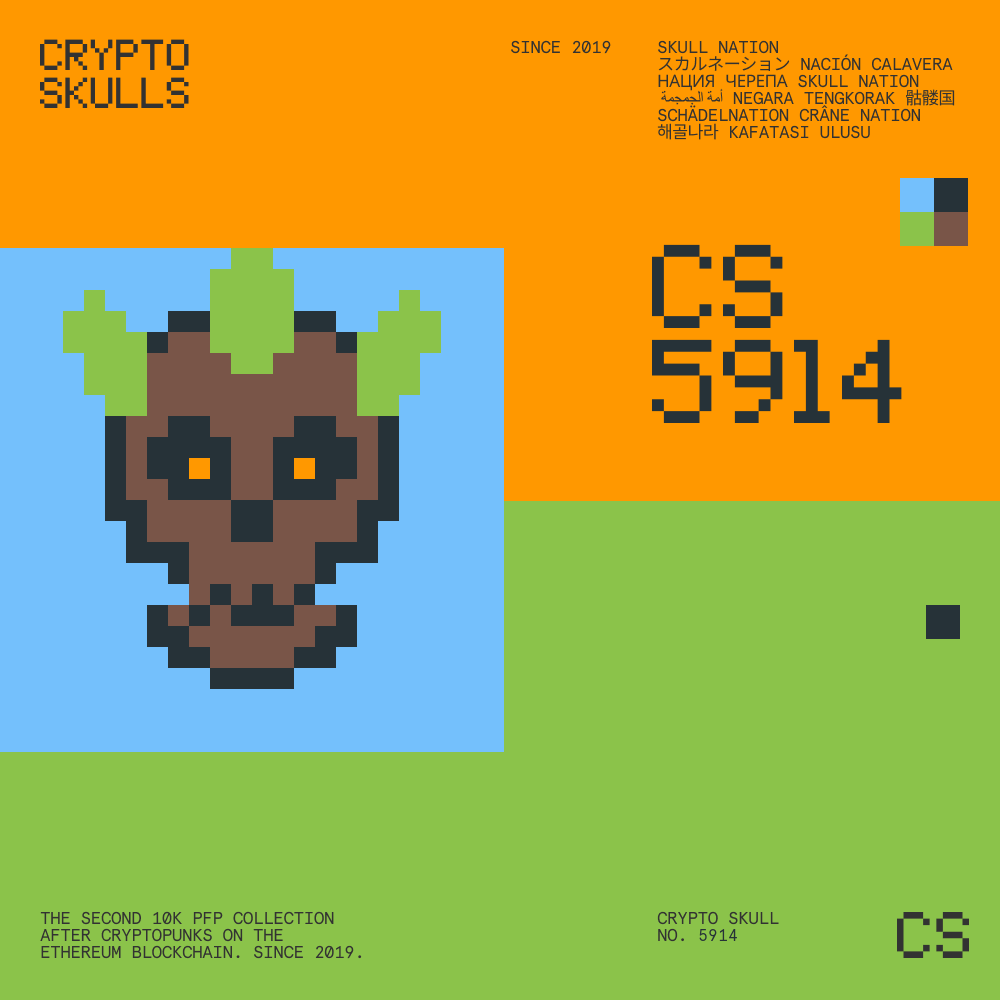 CRYPTO
SKULLS
SINCE 2019
SKULL NATION
スカルネーション NACIÓN CALAVERA
НАЦИЯ ЧЕРЕПА SKULL NATION
أمة الجمجمة NEGARA TENGKORAK 骷髅国
SCHÄDELNATION CRÂNE NATION
해골나라 KAFATASI ULUSU
CS
5914
THE SECOND 10K PFP COLLECTION
AFTER CRYPTOPUNKS ON THE
ETHEREUM BLOCKCHAIN. SINCE 2019.
CRYPTO SKULL
NO. 5914
CS